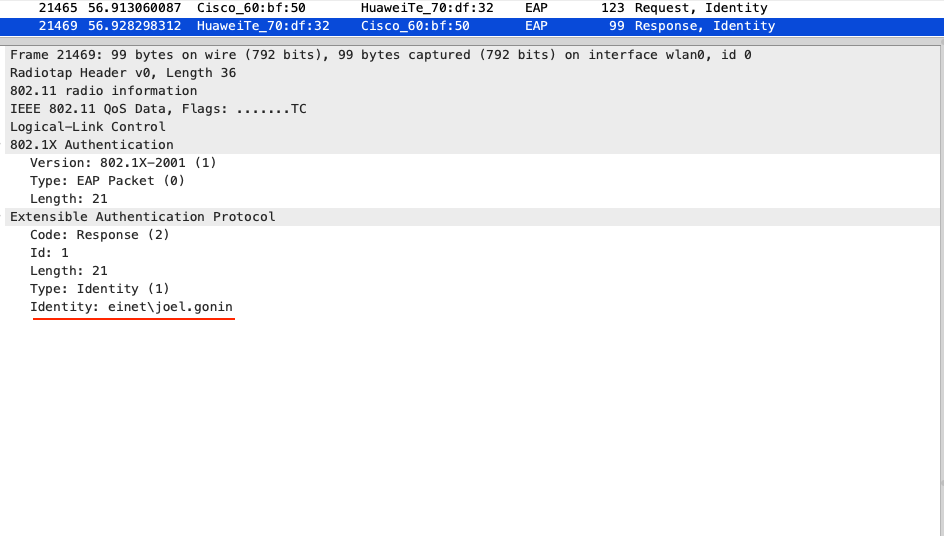 21465 56.913060087 Cisco_60:bf:50 HuaweiTe_70:df:32 EAP 123 Request, Identity
21469 56.928298312 HuaweiTe_70:df:32 Cisco_60:bf:50 EAP 99 Response, Identity
Frame 21469: 99 bytes on wire (792 bits), 99 bytes captured (792 bits) on interface wlan0, id 0
Radiotap Header v0, Length 36
802.11 radio information
IEEE 802.11 QoS Data, Flags: .......TC
Logical-Link Control
802.1X Authentication
Version: 802.1X-2001 (1)
Type: EAP Packet (0)
Length: 21
Extensible Authentication Protocol
Code: Response (2)
Id: 1
Length: 21
Type: Identity (1)
Identity: einet\joel.gonin